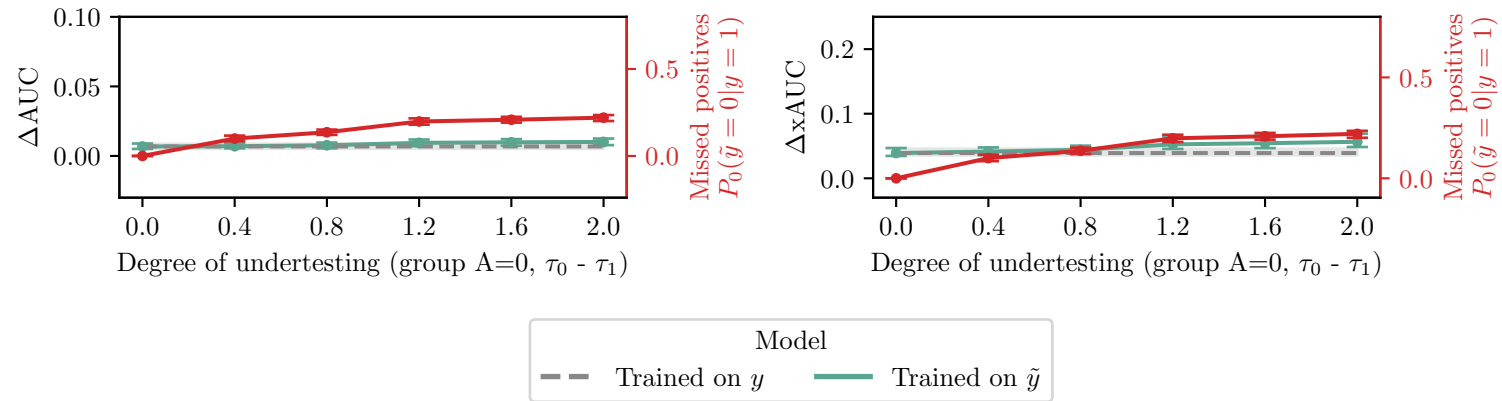 0.10
0.05
0.00
ΔAUC
0.5
0.0
Missed positives
P₀(ỹ = 0|y = 1)
0.0 0.4 0.8 1.2 1.6 2.0
Degree of undertesting (group A=0, τ₀ - τ₁)
0.2
0.1
0.0
ΔxAUC
0.5
0.0
Missed positives
P₀(ỹ = 0|y = 1)
0.0 0.4 0.8 1.2 1.6 2.0
Degree of undertesting (group A=0, τ₀ - τ₁)
Model
Trained on y
Trained on ỹ